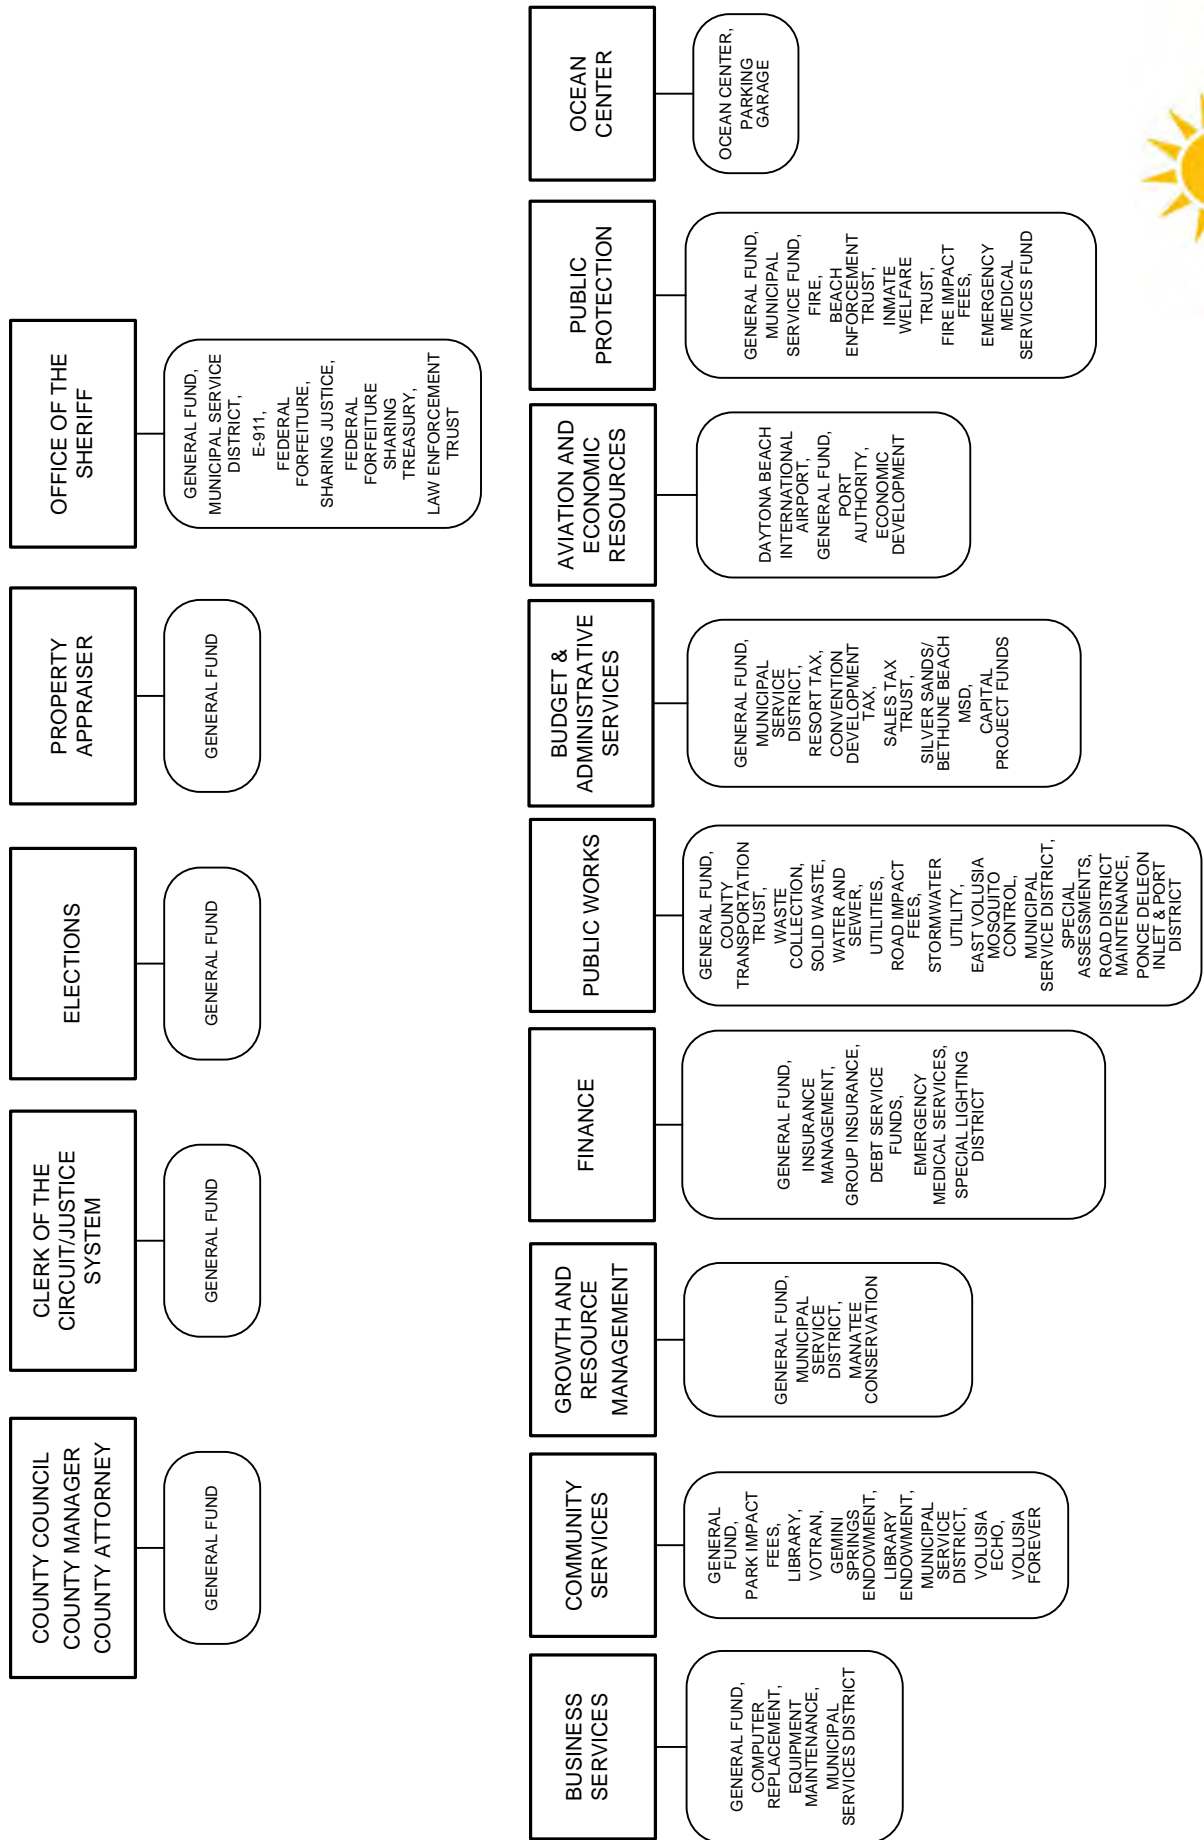 COUNTY COUNCIL
COUNTY MANAGER
COUNTY ATTORNEY
GENERAL FUND
CLERK OF THE
CIRCUIT/JUSTICE
SYSTEM
GENERAL FUND
ELECTIONS
GENERAL FUND
PROPERTY
APPRAISER
GENERAL FUND
OFFICE OF THE
SHERIFF
GENERAL FUND,
MUNICIPAL SERVICE
DISTRICT,
E-911,
FEDERAL
FORFEITURE,
SHARING JUSTICE,
FEDERAL
FORFEITURE
SHARING
TREASURY,
LAW ENFORCEMENT
TRUST
BUSINESS
SERVICES
GENERAL FUND,
COMPUTER
REPLACEMENT,
EQUIPMENT
MAINTENANCE,
MUNICIPAL
SERVICES DISTRICT
COMMUNITY
SERVICES
GENERAL
FUND,
PARK IMPACT
FEES,
LIBRARY,
VOTRAN,
GEMINI
SPRINGS
ENDOWMENT,
LIBRARY
ENDOWMENT,
MUNICIPAL
SERVICE
DISTRICT,
VOLUSIA
ECHO,
VOLUSIA
FOREVER
GROWTH AND
RESOURCE
MANAGEMENT
GENERAL FUND,
MUNICIPAL
SERVICE
DISTRICT,
MANATEE
CONSERVATION
FINANCE
GENERAL FUND,
INSURANCE
MANAGEMENT,
GROUP INSURANCE,
DEBT SERVICE
FUNDS,
EMERGENCY
MEDICAL SERVICES,
SPECIAL LIGHTING
DISTRICT
PUBLIC WORKS
GENERAL FUND,
COUNTY
TRANSPORTATION
TRUST,
WASTE
COLLECTION,
SOLID WASTE,
WATER AND
SEWER,
UTILITIES,
ROAD IMPACT
FEES,
STORMWATER
UTILITY,
EAST VOLUSIA
MOSQUITO
CONTROL,
MUNICIPAL
SERVICE DISTRICT,
SPECIAL
ASSESSMENTS,
ROAD DISTRICT
MAINTENANCE,
PONCE DELEON
INLET & PORT
DISTRICT
BUDGET &
ADMINISTRATIVE
SERVICES
GENERAL FUND,
MUNICIPAL
SERVICE
DISTRICT,
RESORT TAX,
CONVENTION
DEVELOPMENT
TAX,
SALES TAX
TRUST,
SILVER SANDS/
BETHUNE BEACH
MSD,
CAPITAL
PROJECT FUNDS
AVIATION AND
ECONOMIC
RESOURCES
DAYTONA BEACH
INTERNATIONAL
AIRPORT,
GENERAL FUND,
PORT
AUTHORITY,
ECONOMIC
DEVELOPMENT
PUBLIC
PROTECTION
GENERAL FUND,
MUNICIPAL
SERVICE FUND,
FIRE,
BEACH
ENFORCEMENT
TRUST,
INMATE
WELFARE
TRUST,
FIRE IMPACT
FEES,
EMERGENCY
MEDICAL
SERVICES FUND
OCEAN
CENTER
OCEAN CENTER,
PARKING
GARAGE